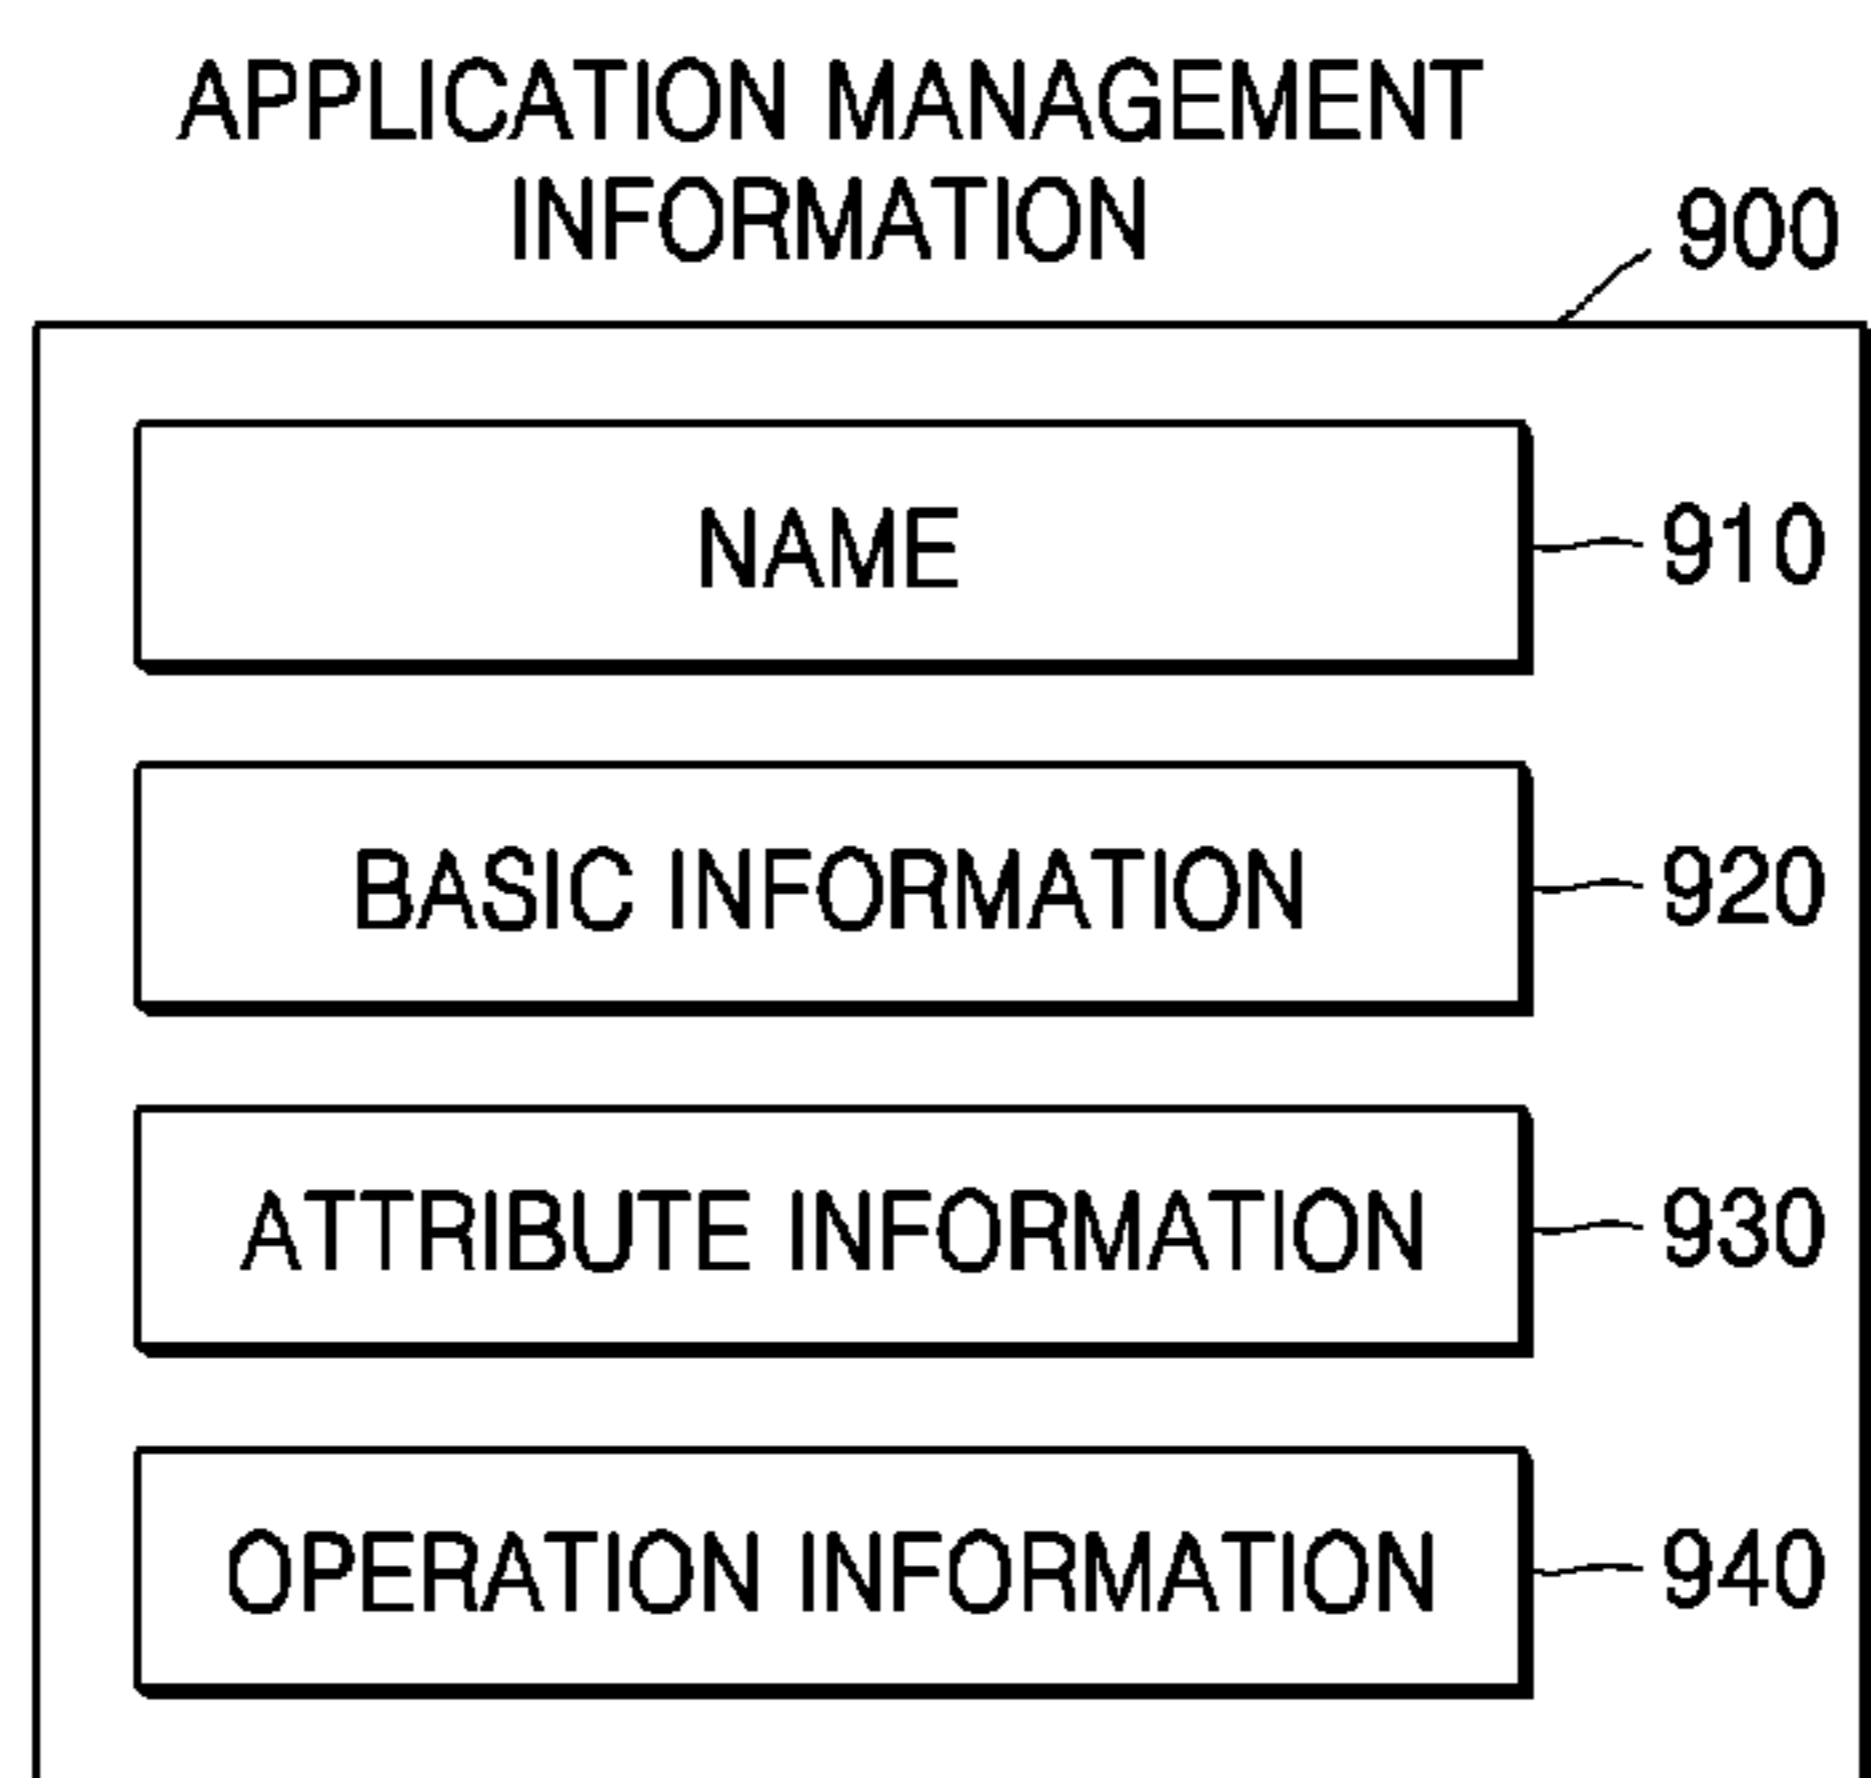 APPLICATION MANAGEMENT
INFORMATION
900
NAME
910
BASIC INFORMATION
920
ATTRIBUTE INFORMATION
930
OPERATION INFORMATION
940